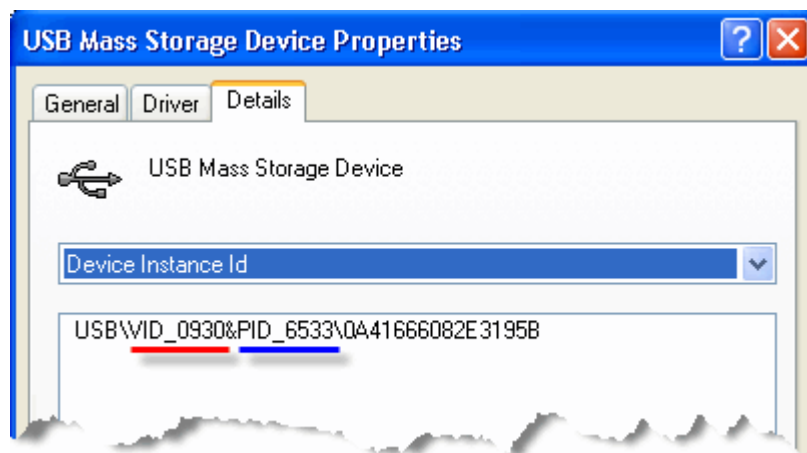 USB Mass Storage Device Properties
General Driver Details
USB Mass Storage Device
Device Instance Id
USB\VID_0930&PID_6533\0A41666082E3195B